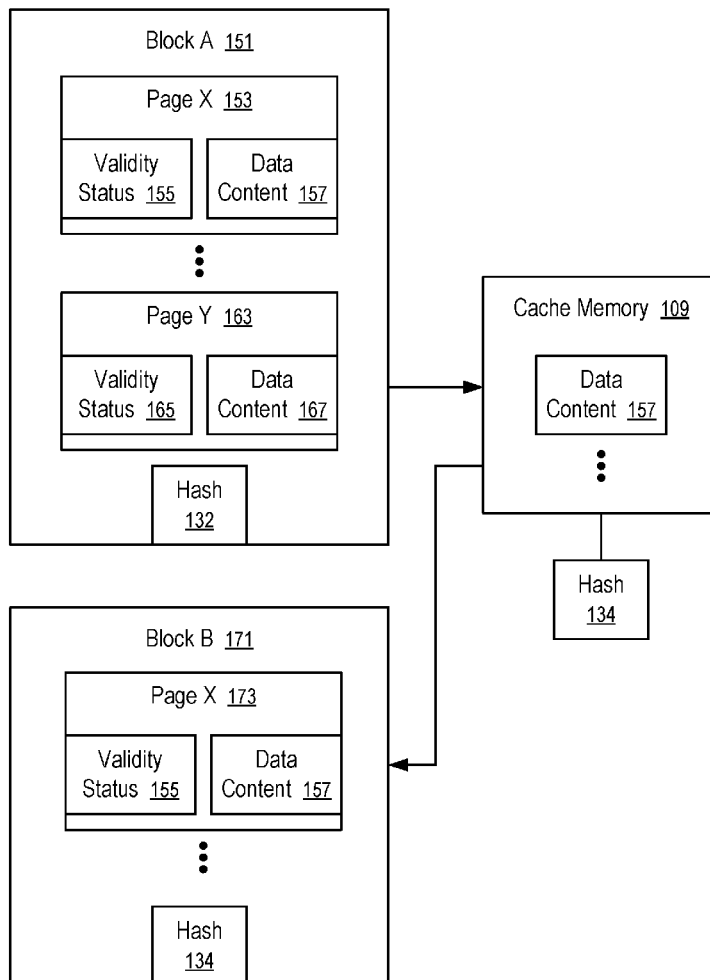 Block A 151
Page X 153
Validity
Status 155
Data
Content 157
Page Y 163
Validity
Status 165
Data
Content 167
Hash
132
Cache Memory 109
Data
Content 157
Hash
134
Block B 171
Page X 173
Validity
Status 155
Data
Content 157
Hash
134